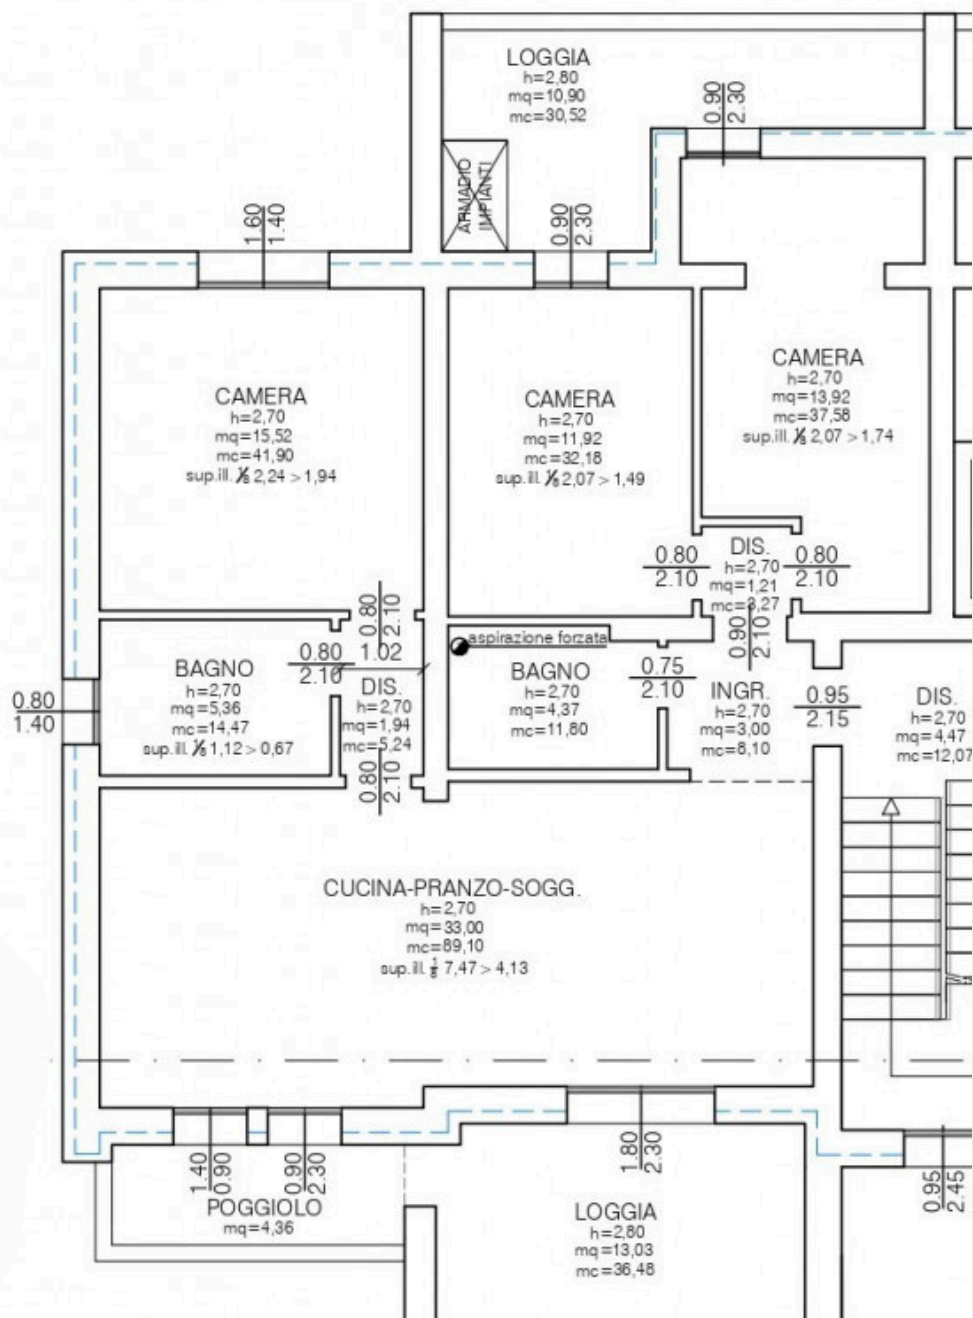 LOGGIA
h=2,80
mq=10,90
mc=30,52
0.90
2.30
ARMADIO
IMPIANTI
1.60
1.40
0.90
2.30
CAMERA
h=2,70
mq=15,52
mc=41,90
sup.ill. ⅛ 2,24 > 1,94
CAMERA
h=2,70
mq=11,92
mc=32,18
sup.ill. ⅛ 2,07 > 1,49
CAMERA
h=2,70
mq=13,92
mc=37,58
sup.ill. ⅛ 2,07 > 1,74
0.80
2.10
DIS.
h=2,70
mq=1,21
mc=3,27
0.80
2.10
0.80
2.10
0.90
2.10
aspirazione forzata
0.80
2.10
1.02
BAGNO
h=2,70
mq=5,36
mc=14,47
sup.ill. ⅛ 1,12 > 0,67
0.80
1.40
DIS.
h=2,70
mq=1,94
mc=5,24
0.80
2.10
BAGNO
h=2,70
mq=4,37
mc=11,80
0.75
2.10
INGR.
h=2,70
mq=3,00
mc=8,10
0.95
2.15
DIS.
h=2,70
mq=4,47
mc=12,07
CUCINA-PRANZO-SOGG.
h=2,70
mq=33,00
mc=89,10
sup.ill. ⅛ 7,47 > 4,13
1.40
0.90
0.90
2.30
POGGIOLO
mq=4,36
1.80
2.30
LOGGIA
h=2,80
mq=13,03
mc=36,48
0.95
2.45